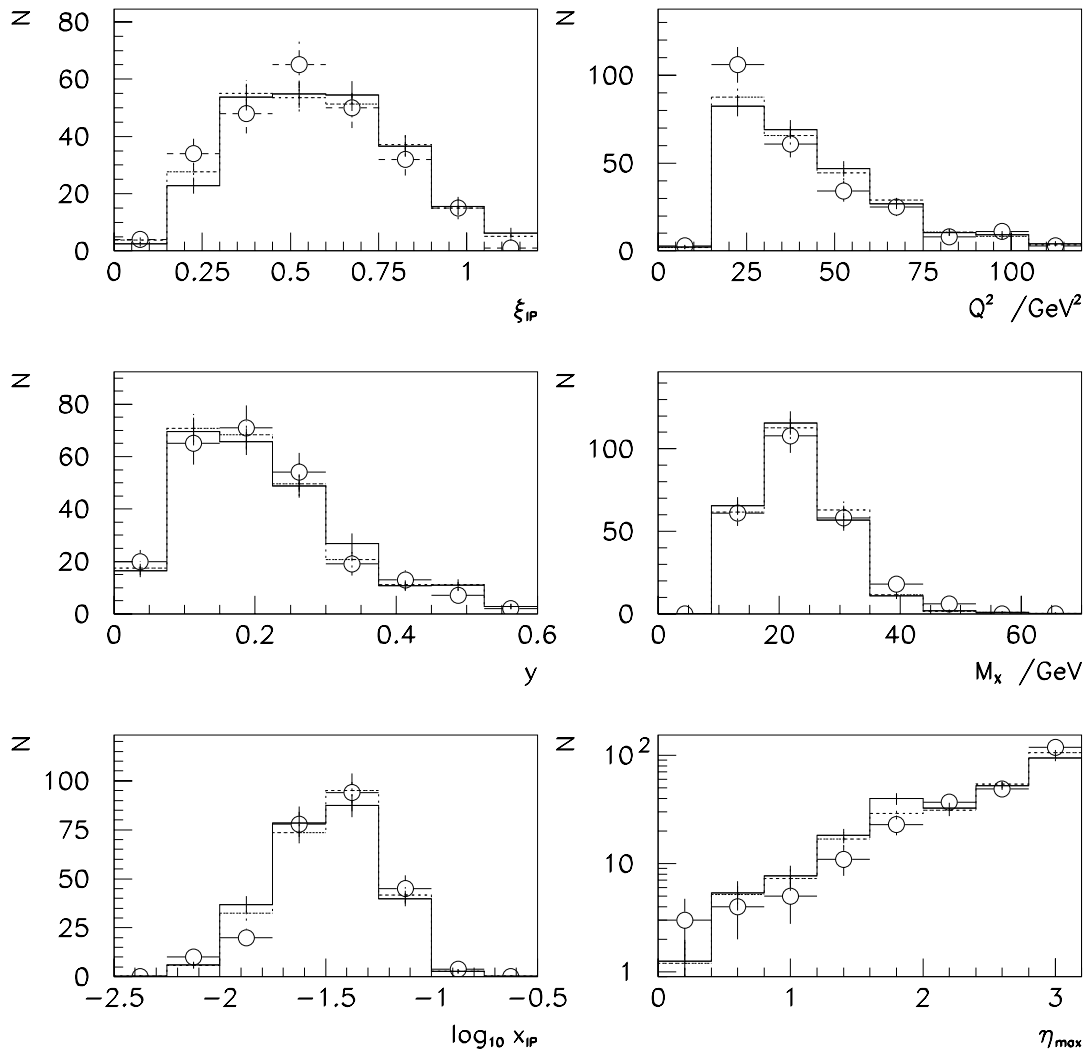 N
80
60
40
20
0
0 0.25 0.5 0.75 1
ξ_IP
N
100
50
0
0 25 50 75 100
Q² /GeV²
N
80
60
40
20
0
0 0.2 0.4 0.6
y
N
100
50
0
0 20 40 60
M_X /GeV
N
100
75
50
25
0
−2.5 −2 −1.5 −1 −0.5
log₁₀ x_IP
N
10²
10
1
0 1 2 3
η_max